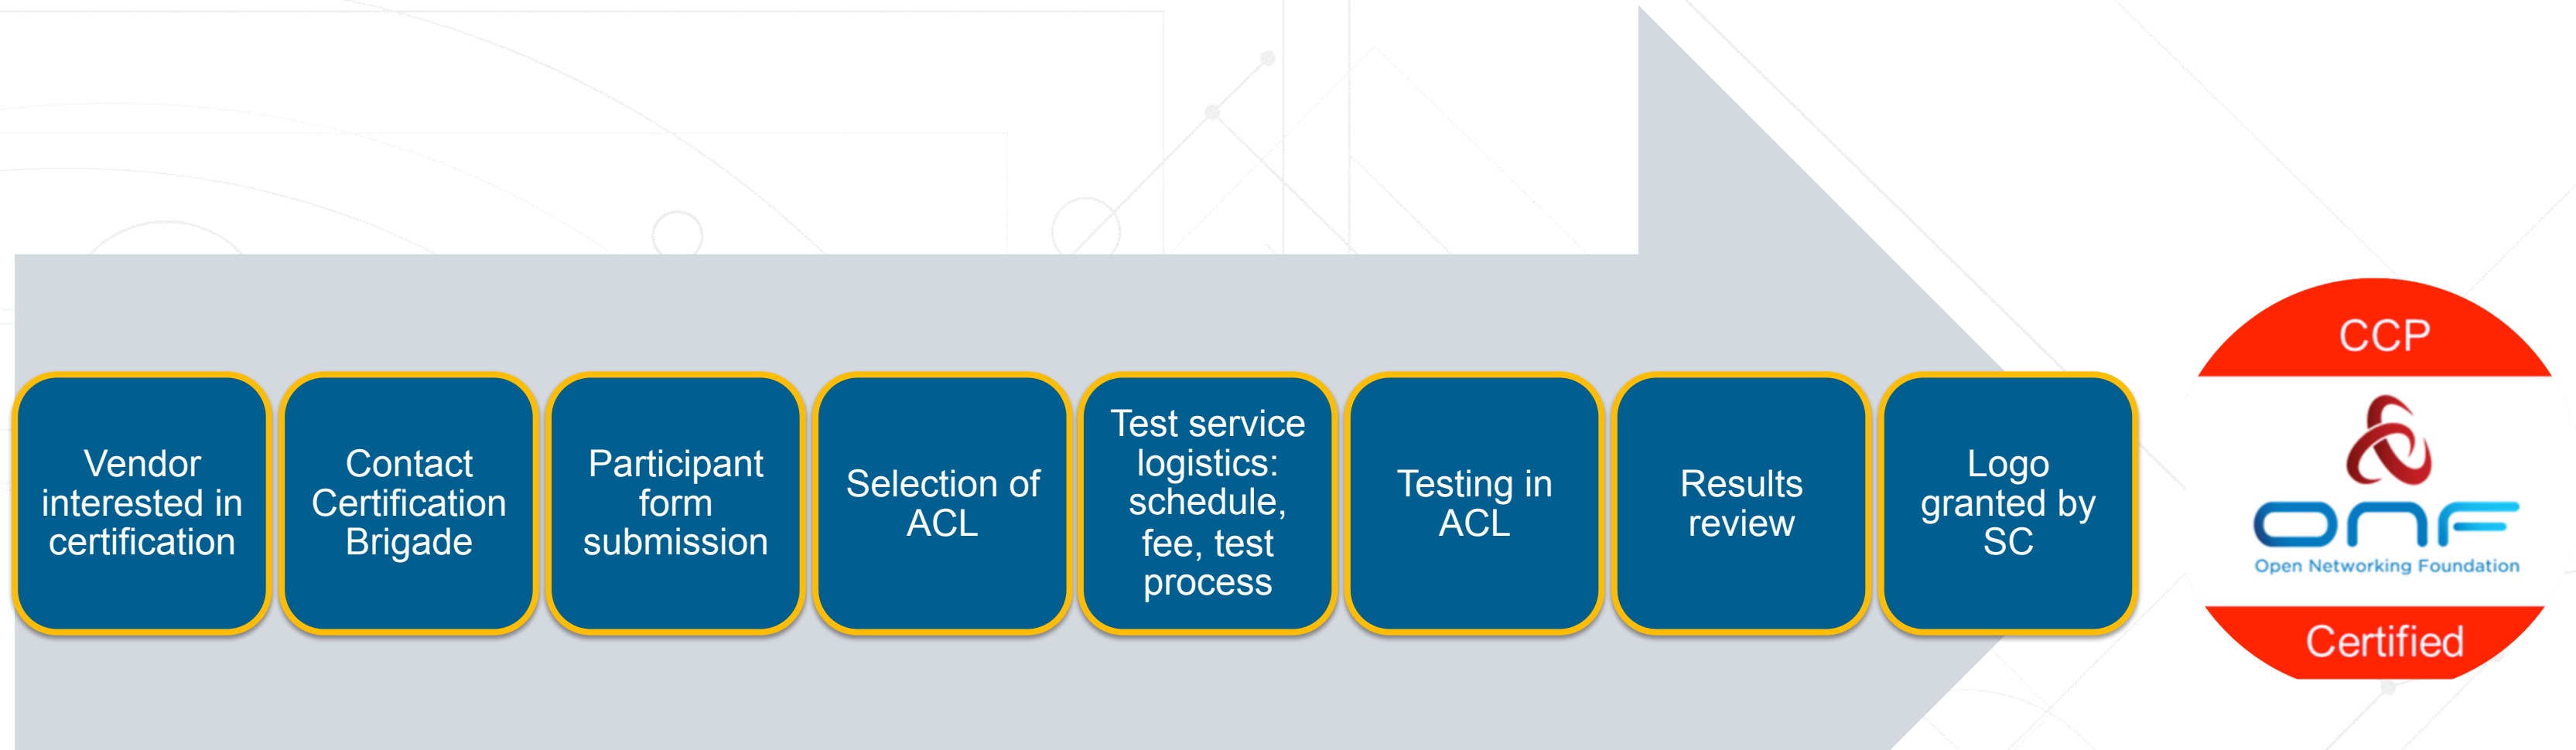 Vendor
interested in
certification
Contact
Certification
Brigade
Participant
form
submission
Selection of
ACL
Test service
logistics:
schedule,
fee, test
process
Testing in
ACL
Results
review
Logo
granted by
SC
CCP
ONF
Open Networking Foundation
Certified